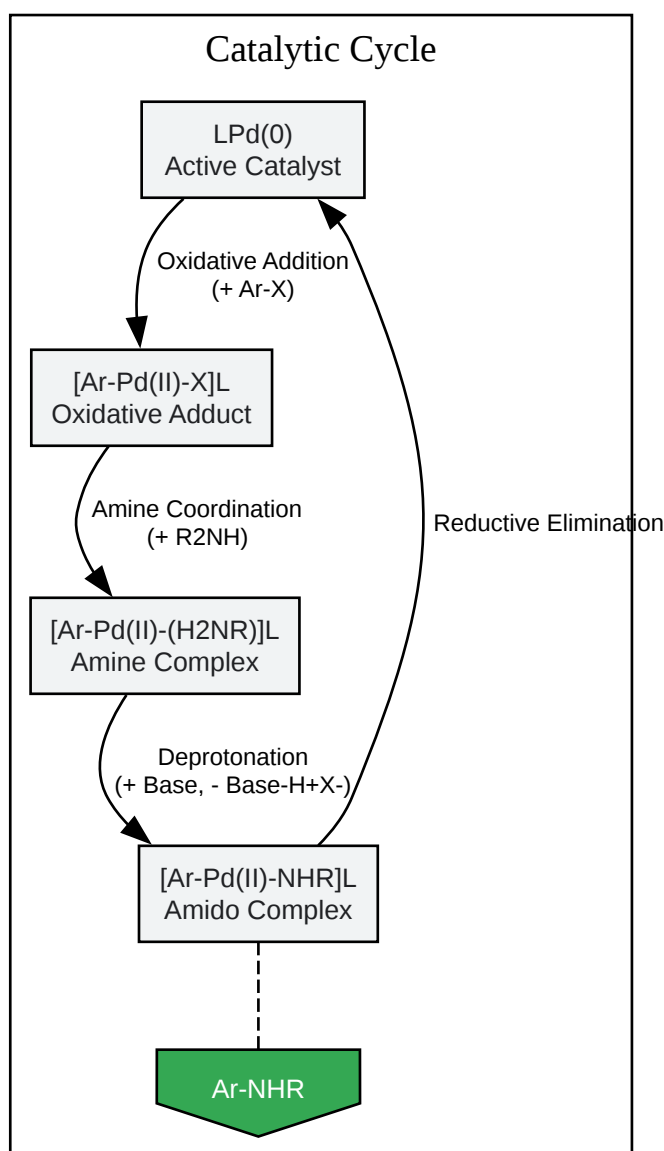 Catalytic Cycle
LPd(0)
Active Catalyst
Oxidative Addition
(+ Ar-X)
[Ar-Pd(II)-X]L
Oxidative Adduct
Amine Coordination
(+ R2NH)
Reductive Elimination
[Ar-Pd(II)-(H2NR)]L
Amine Complex
Deprotonation
(+ Base, - Base-H+X-)
[Ar-Pd(II)-NHR]L
Amido Complex
Ar-NHR